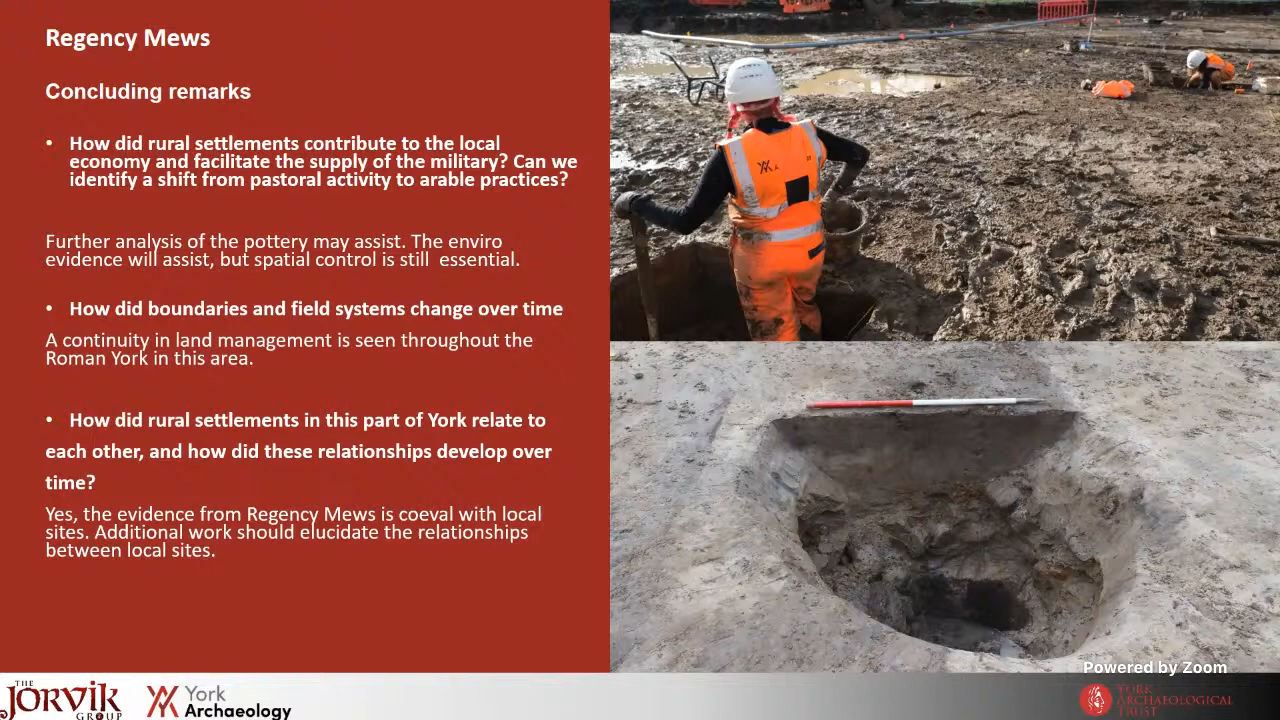 Regency Mews
Concluding remarks
• How did rural settlements contribute to the local
economy and facilitate the supply of the military? Can we
identify a shift from pastoral activity to arable practices?
Further analysis of the pottery may assist. The enviro
evidence will assist, but spatial control is still  essential.
• How did boundaries and field systems change over time
A continuity in land management is seen throughout the
Roman York in this area.
• How did rural settlements in this part of York relate to
each other, and how did these relationships develop over
time?
Yes, the evidence from Regency Mews is coeval with local
sites. Additional work should elucidate the relationships
between local sites.
Powered by Zoom
THE
JORVIK
GROUP
York
Archaeology
YORK
ARCHAEOLOGICAL
TRUST